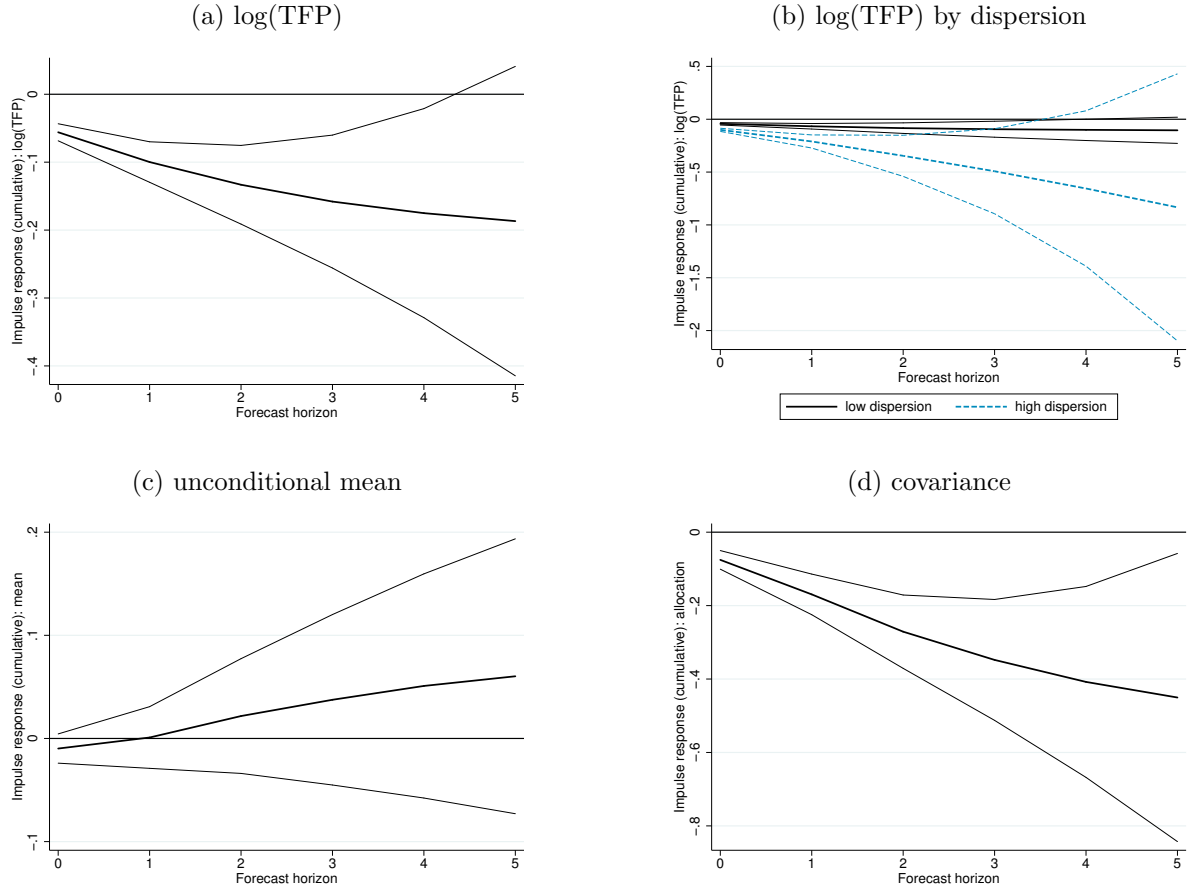 (a) log(TFP)
Impulse response (cumulative): log(TFP)
0
−.1
−.2
−.3
−.4
0 1 2 3 4 5
Forecast horizon
(b) log(TFP) by dispersion
Impulse response (cumulative): log(TFP)
.5
0
−.5
−1
−1.5
−2
0 1 2 3 4 5
Forecast horizon
low dispersion high dispersion
(c) unconditional mean
Impulse response (cumulative): mean
.2
.1
0
−.1
0 1 2 3 4 5
Forecast horizon
(d) covariance
Impulse response (cumulative): allocation
0
−.2
−.4
−.6
−.8
0 1 2 3 4 5
Forecast horizon